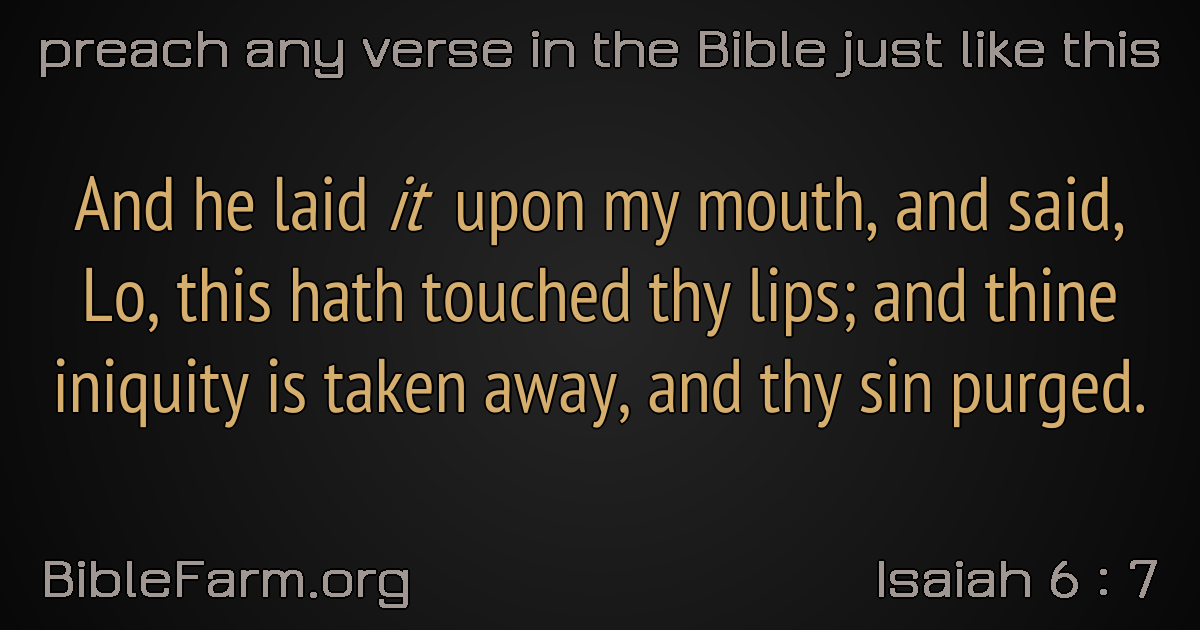 preach any verse in the Bible just like this
And he laid it upon my mouth, and said,
Lo, this hath touched thy lips; and thine
iniquity is taken away, and thy sin purged.
BibleFarm.org
Isaiah 6 : 7